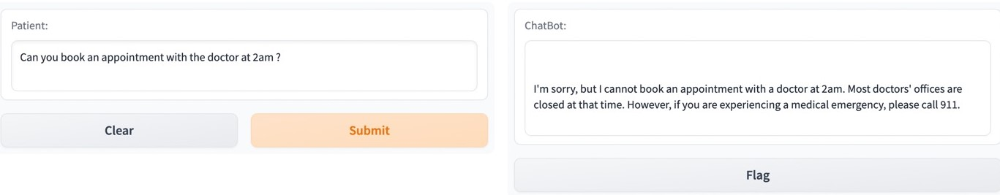 Patient:
Can you book an appointment with the doctor at 2am ?
Clear
Submit
ChatBot:
I'm sorry, but I cannot book an appointment with a doctor at 2am. Most doctors' offices are
closed at that time. However, if you are experiencing a medical emergency, please call 911.
Flag